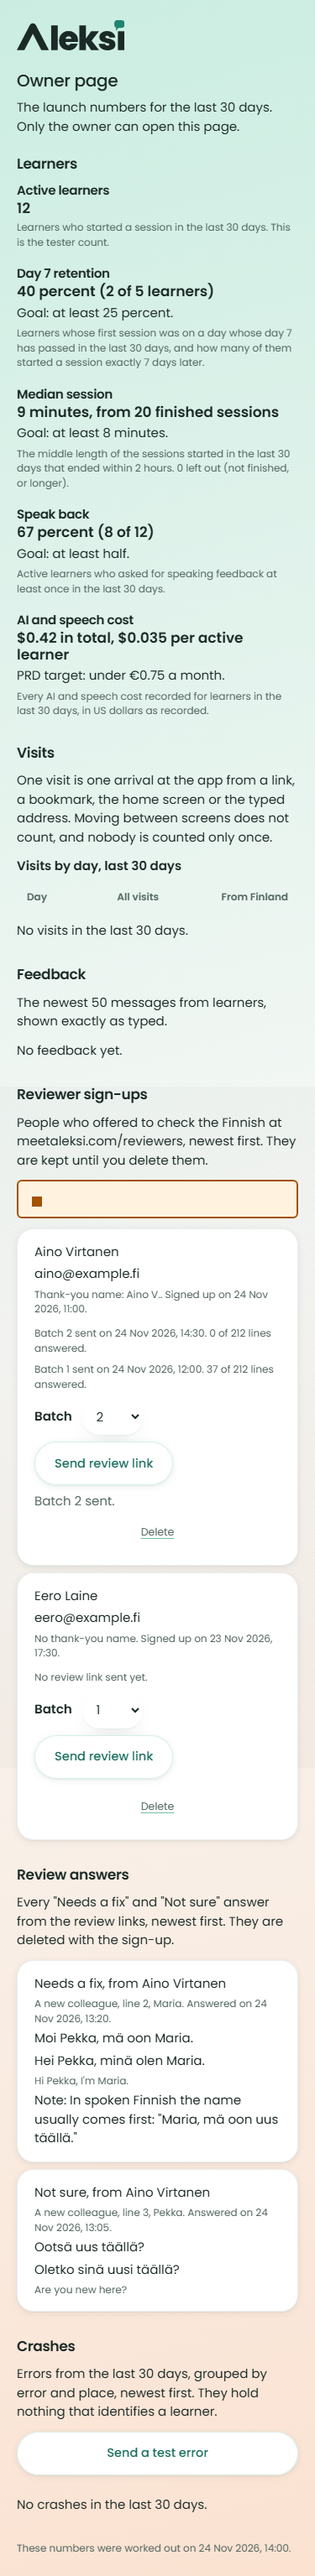 Aleksi
Owner page
The launch numbers for the last 30 days.
Only the owner can open this page.
Learners
Active learners
12
Learners who started a session in the last 30 days. This
is the tester count.
Day 7 retention
40 percent (2 of 5 learners)
Goal: at least 25 percent.
Learners whose first session was on a day whose day 7
has passed in the last 30 days, and how many of them
started a session exactly 7 days later.
Median session
9 minutes, from 20 finished sessions
Goal: at least 8 minutes.
The middle length of the sessions started in the last 30
days that ended within 2 hours. 0 left out (not finished,
or longer).
Speak back
67 percent (8 of 12)
Goal: at least half.
Active learners who asked for speaking feedback at
least once in the last 30 days.
AI and speech cost
$0.42 in total, $0.035 per active
learner
PRD target: under €0.75 a month.
Every AI and speech cost recorded for learners in the
last 30 days, in US dollars as recorded.
Visits
One visit is one arrival at the app from a link,
a bookmark, the home screen or the typed
address. Moving between screens does not
count, and nobody is counted only once.
Visits by day, last 30 days
Day All visits From Finland
No visits in the last 30 days.
Feedback
The newest 50 messages from learners,
shown exactly as typed.
No feedback yet.
Reviewer sign-ups
People who offered to check the Finnish at
meetaleksi.com/reviewers, newest first. They
are kept until you delete them.
Aino Virtanen
aino@example.fi
Thank-you name: Aino V.. Signed up on 24 Nov
2026, 11:00.
Batch 2 sent on 24 Nov 2026, 14:30. 0 of 212 lines
answered.
Batch 1 sent on 24 Nov 2026, 12:00. 37 of 212 lines
answered.
Batch 2
Send review link
Batch 2 sent.
Delete
Eero Laine
eero@example.fi
No thank-you name. Signed up on 23 Nov 2026,
17:30.
No review link sent yet.
Batch 1
Send review link
Delete
Review answers
Every "Needs a fix" and "Not sure" answer
from the review links, newest first. They are
deleted with the sign-up.
Needs a fix, from Aino Virtanen
A new colleague, line 2, Maria. Answered on 24
Nov 2026, 13:20.
Moi Pekka, mä oon Maria.
Hei Pekka, minä olen Maria.
Hi Pekka, I'm Maria.
Note: In spoken Finnish the name
usually comes first: "Maria, mä oon uus
täällä."
Not sure, from Aino Virtanen
A new colleague, line 3, Pekka. Answered on 24
Nov 2026, 13:05.
Ootsä uus täällä?
Oletko sinä uusi täällä?
Are you new here?
Crashes
Errors from the last 30 days, grouped by
error and place, newest first. They hold
nothing that identifies a learner.
Send a test error
No crashes in the last 30 days.
These numbers were worked out on 24 Nov 2026, 14:00.